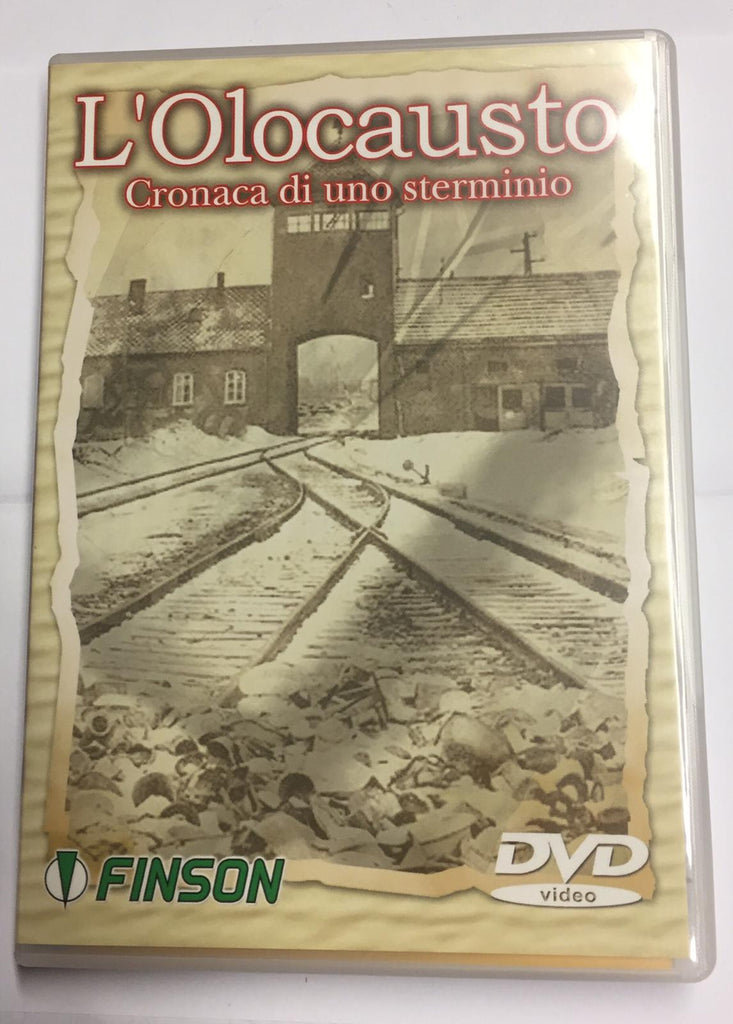 L'Olocausto
Cronaca di uno sterminio
FINSON
DVD
video